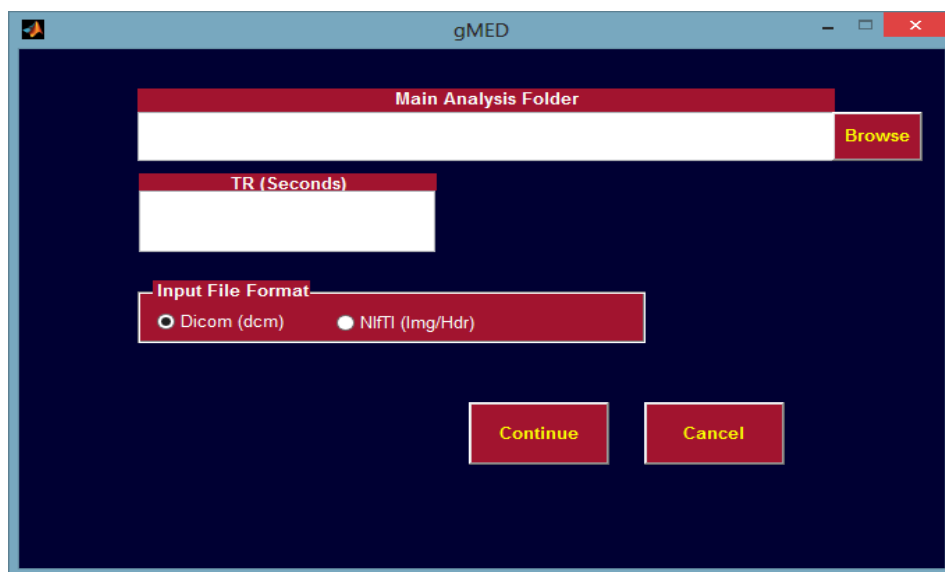 gMED
Main Analysis Folder
Browse
TR (Seconds)
Input File Format
Dicom (dcm) NIfTI (Img/Hdr)
Continue Cancel